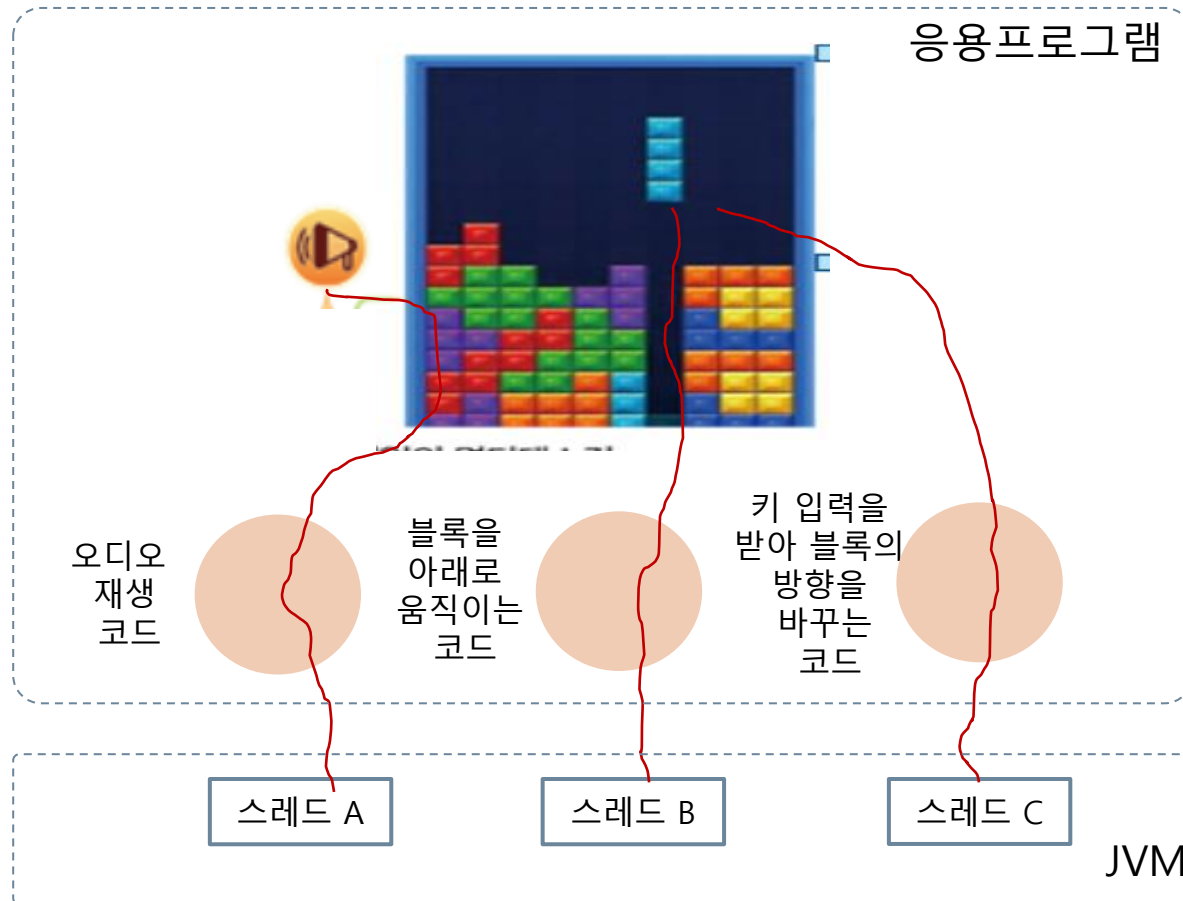 응용프로그램
오디오
재생
코드
블록을
아래로
움직이는
코드
키 입력을
받아 블록의
방향을
바꾸는
코드
스레드 A
스레드 B
스레드 C
JVM